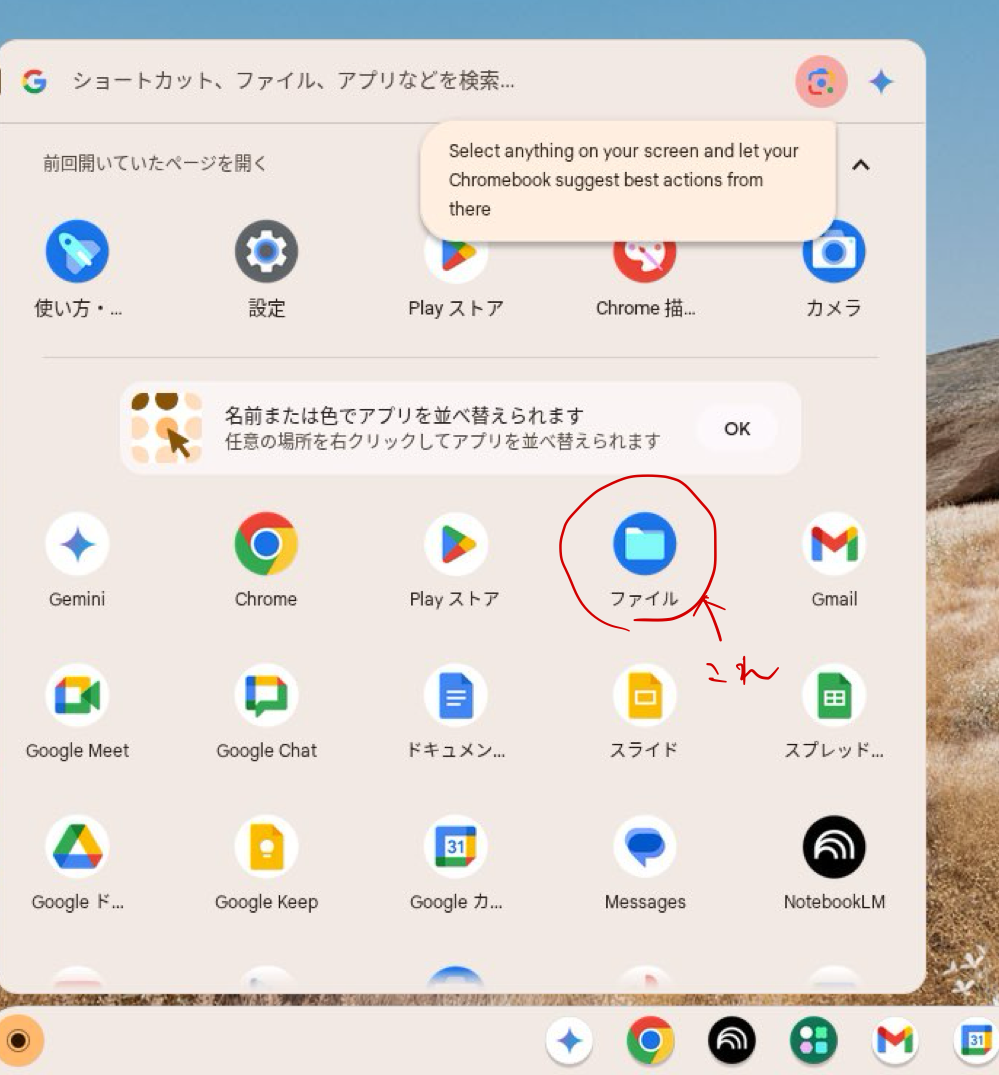 ショートカット、ファイル、アプリなどを検索...
前回開いていたページを開く
Select anything on your screen and let your
Chromebook suggest best actions from
there
使い方・...
設定
Play ストア
Chrome 描...
カメラ
名前または色でアプリを並べ替えられます
任意の場所を右クリックしてアプリを並べ替えられます
OK
Gemini
Chrome
Play ストア
ファイル
Gmail
これ
Google Meet
Google Chat
ドキュメン...
スライド
スプレッド...
31
Google ド...
Google Keep
Google カ...
Messages
NotebookLM
31